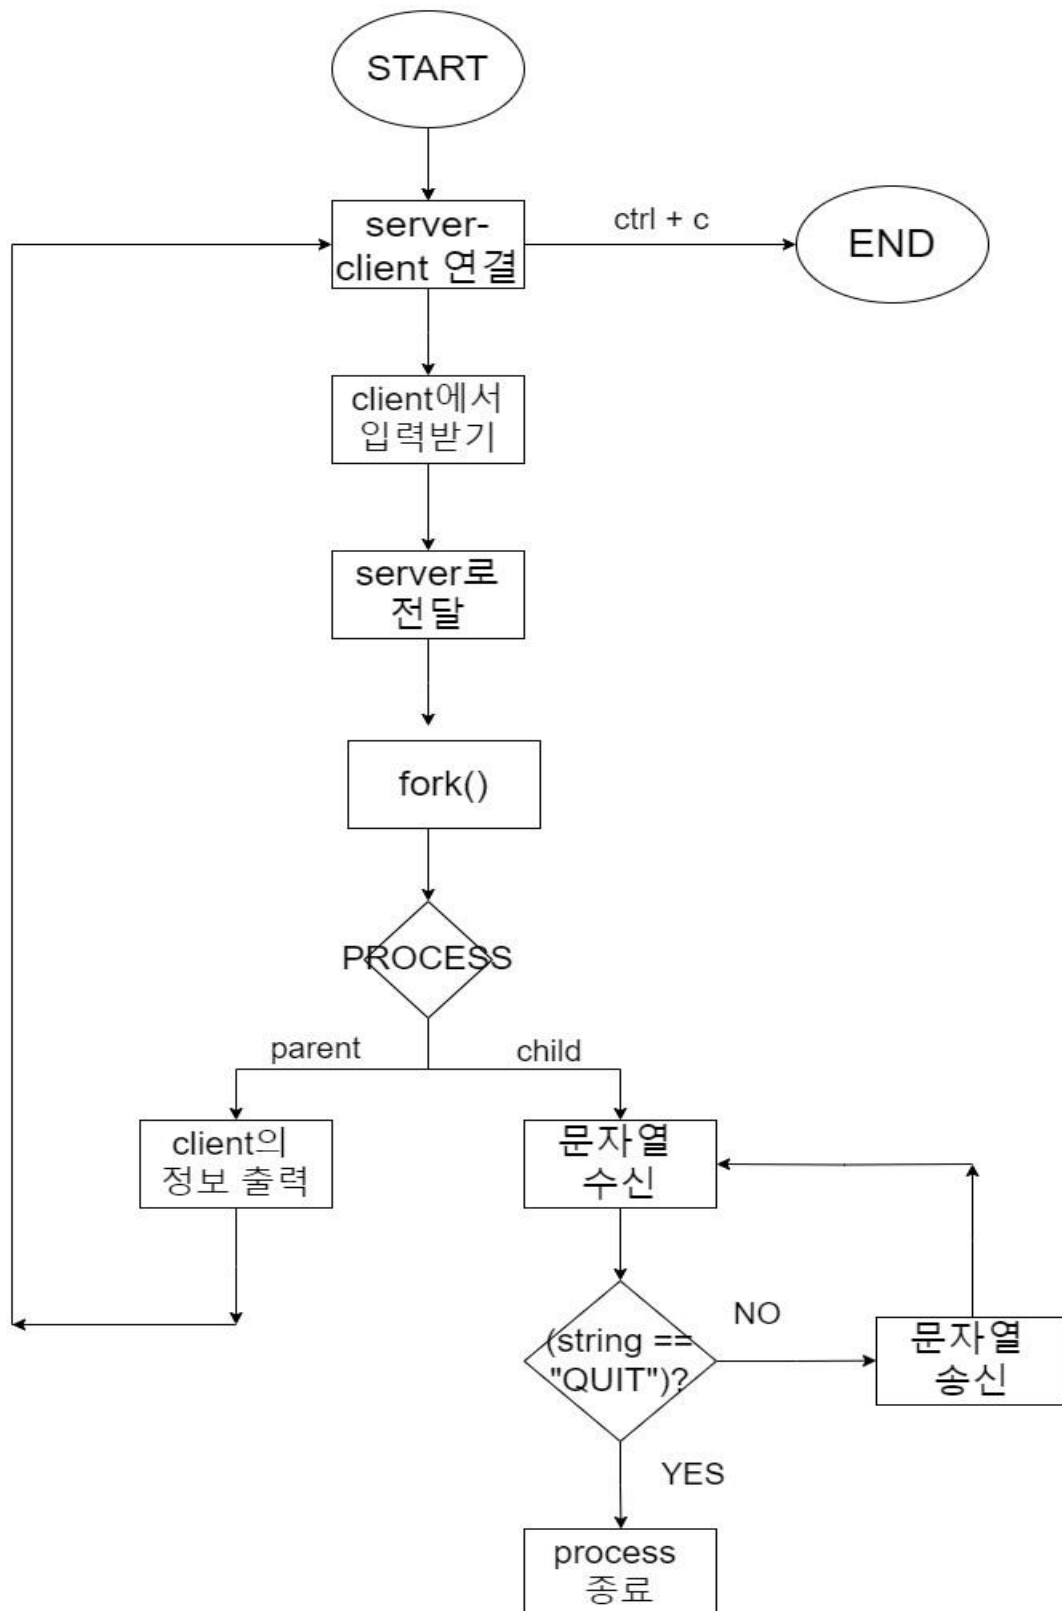 START
server-
client 연결
ctrl + c
END
client에서
입력받기
server로
전달
fork()
PROCESS
parent
child
client의
정보 출력
문자열
수신
(string ==
"QUIT")?
NO
문자열
송신
YES
process
종료